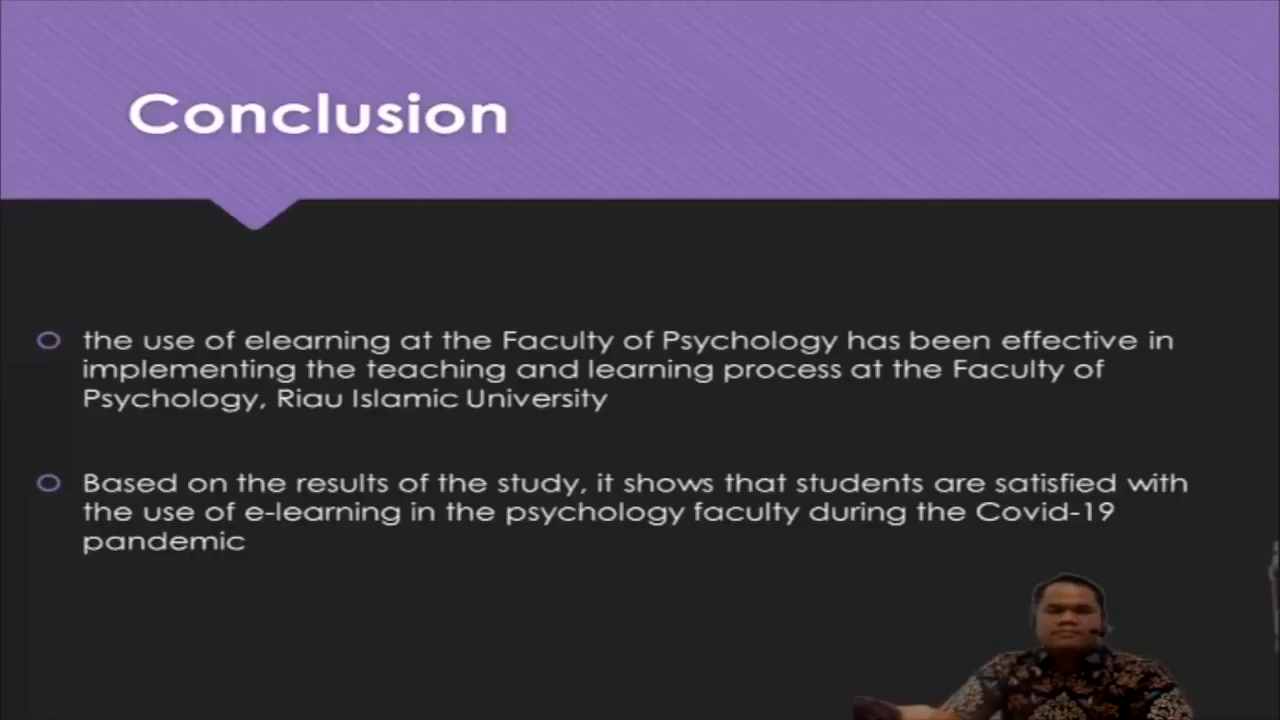 Conclusion
the use of elearning at the Faculty of Psychology has been effective in
implementing the teaching and learning process at the Faculty of
Psychology, Riau Islamic University
Based on the results of the study, it shows that students are satisfied with
the use of e-learning in the psychology faculty during the Covid-19
pandemic